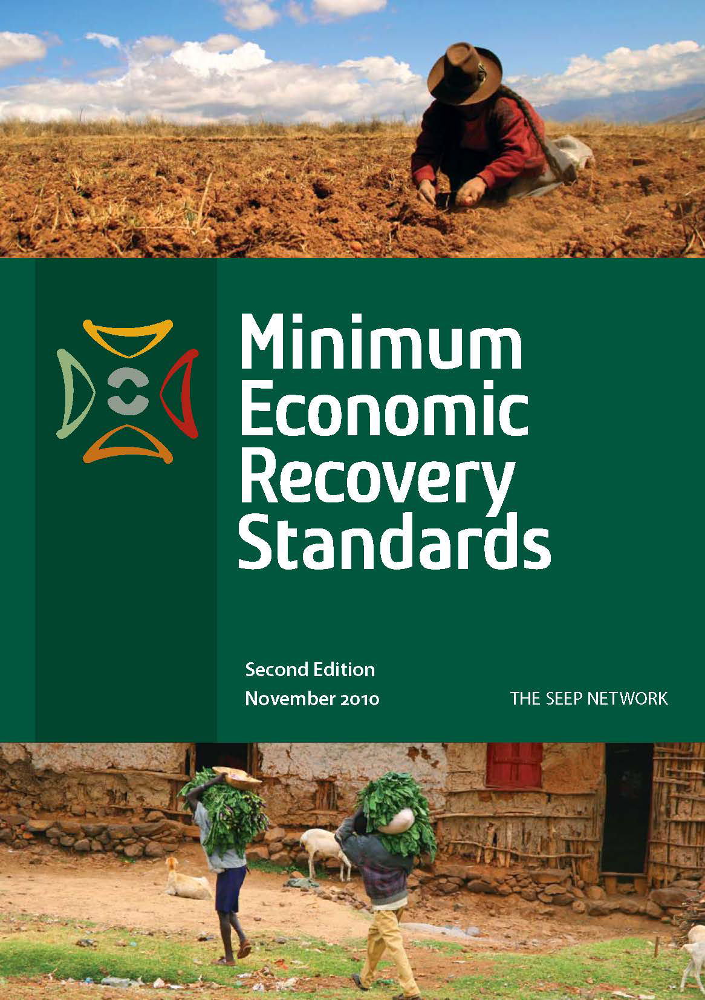 Minimum
Economic
Recovery
Standards
Second Edition
November 2010
THE SEEP NETWORK